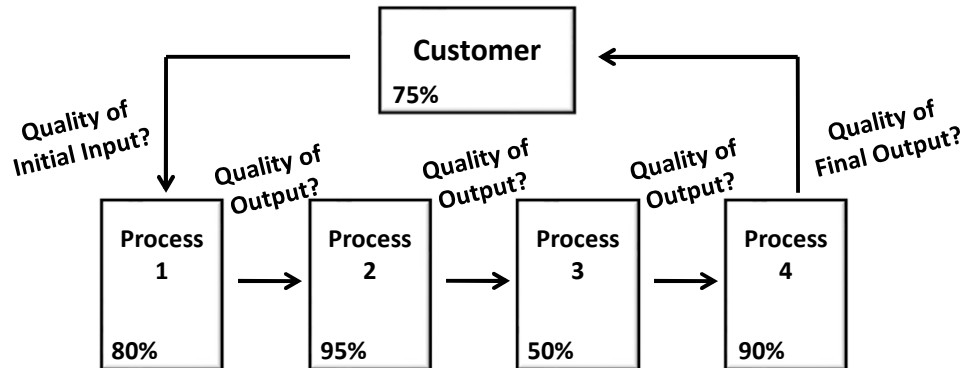 Customer
75%
Quality of
Initial Input?
Quality of
Output?
Quality of
Output?
Quality of
Output?
Quality of
Final Output?
Process
1
80%
Process
2
95%
Process
3
50%
Process
4
90%